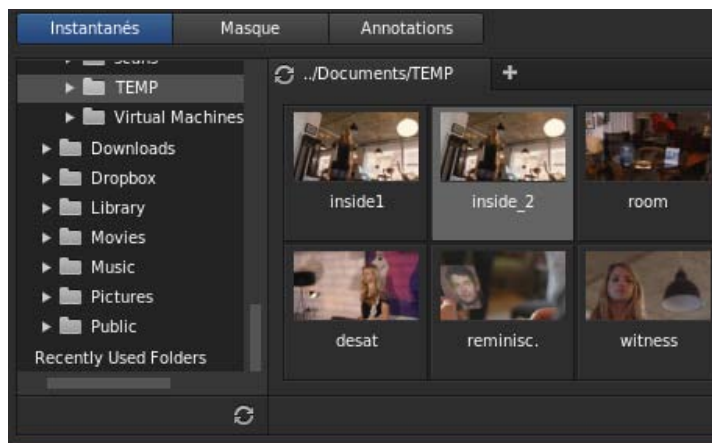 Instantanés Masque Annotations
TEMP
Virtual Machines
Downloads
Dropbox
Library
Movies
Music
Pictures
Public
Recently Used Folders
../Documents/TEMP +
inside1 inside_2 room
desat reminisc. witness